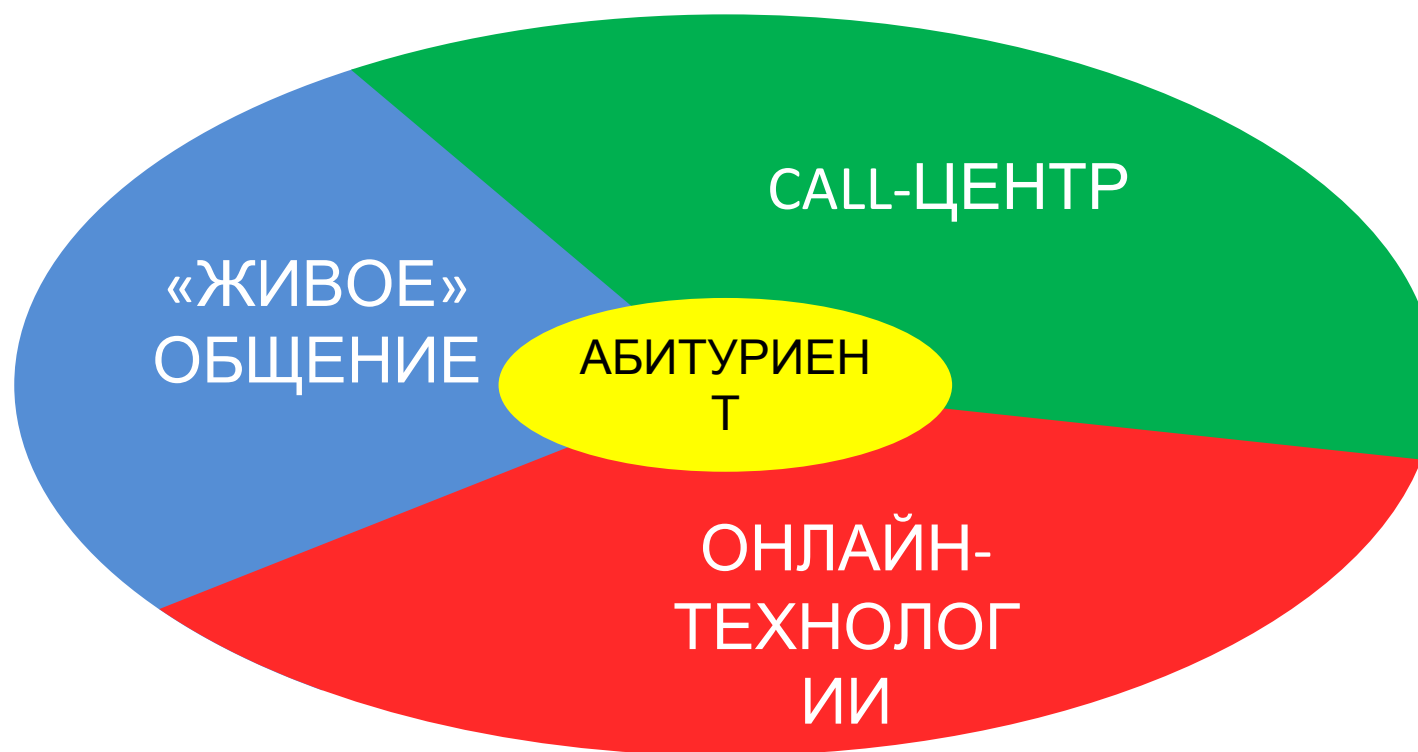 CALL-ЦЕНТР
«ЖИВОЕ»
ОБЩЕНИЕ
АБИТУРИЕН
Т
ОНЛАЙН-
ТЕХНОЛОГ
ИИ